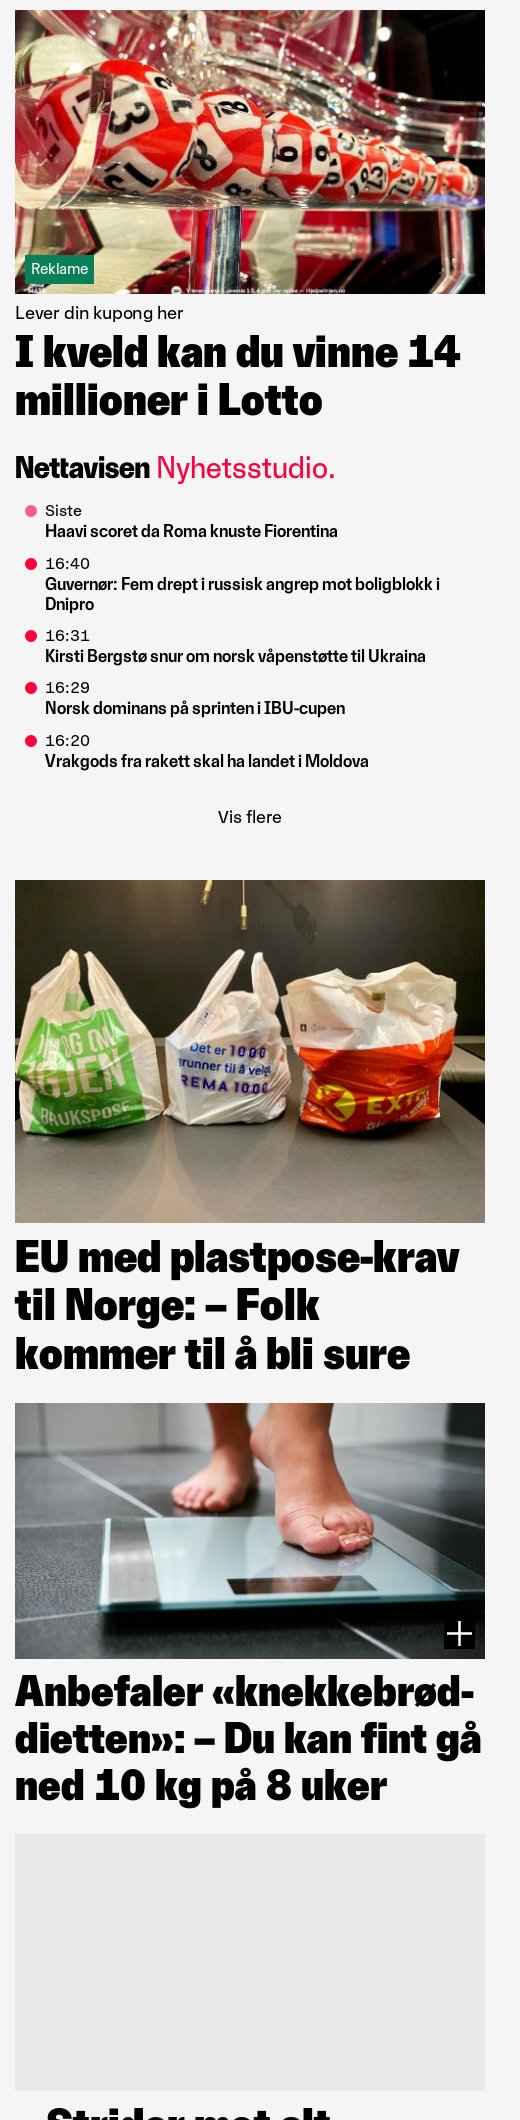 Reklame
Lever din kupong her
I kveld kan du vinne 14
millioner i Lotto
Nettavisen Nyhetsstudio.
Siste
Haavi scoret da Roma knuste Fiorentina
16:40
Guvernør: Fem drept i russisk angrep mot boligblokk i
Dnipro
16:31
Kirsti Bergstø snur om norsk våpenstøtte til Ukraina
16:29
Norsk dominans på sprinten i IBU-cupen
16:20
Vrakgods fra rakett skal ha landet i Moldova
Vis flere
OM
IGJEN
BRUKSPOSE
Det er 1000
grunner til å velge
REMA 1000
EXTRA
EU med plastpose-krav
til Norge: – Folk
kommer til å bli sure
Anbefaler «knekkebrød-
dietten»: – Du kan fint gå
ned 10 kg på 8 uker